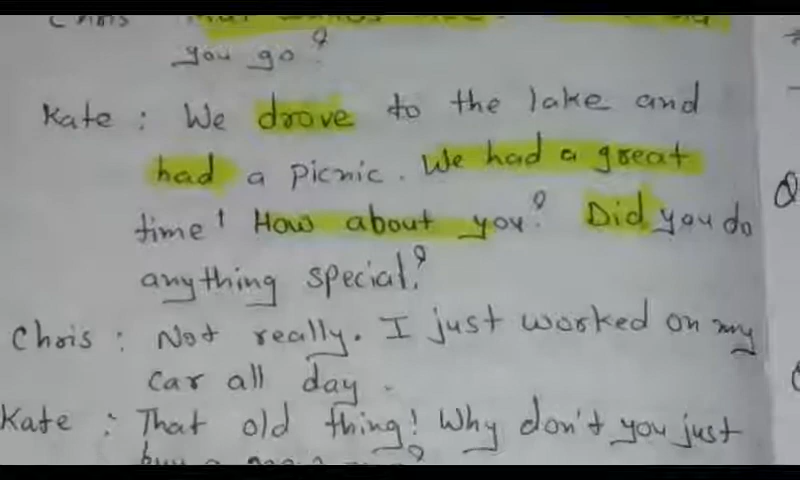 Chris
you go?
Kate : We drove to the lake and
had a picnic. We had a great
time! How about you? Did you do
anything special?
Chris : Not really. I just worked on my
car all day.
Kate : That old thing! Why don't you just
buy a